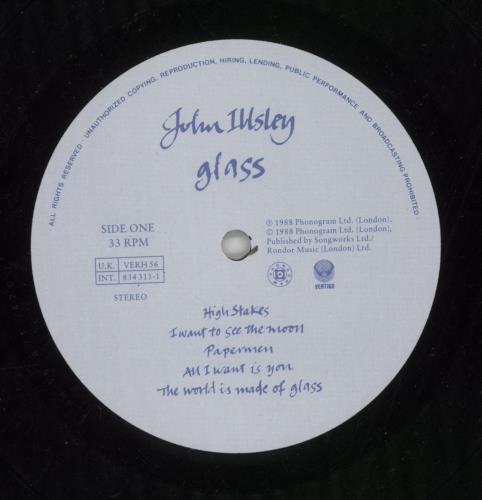 ALL RIGHTS RESERVED · UNAUTHORIZED COPYING, REPRODUCTION, HIRING, LENDING, PUBLIC PERFORMANCE AND BROADCASTING PROHIBITED ·
John Illsley
glass
SIDE ONE
33 RPM
U.K. VERH 56
INT. 834 311-1
STEREO
℗ 1988 Phonogram Ltd. (London).
© 1988 Phonogram Ltd. (London),
Published by Songworks Ltd./
Rondor Music (London) Ltd.
VERTIGO
High Stakes
I want to see the moon
Papermen
All I want is you
The world is made of glass